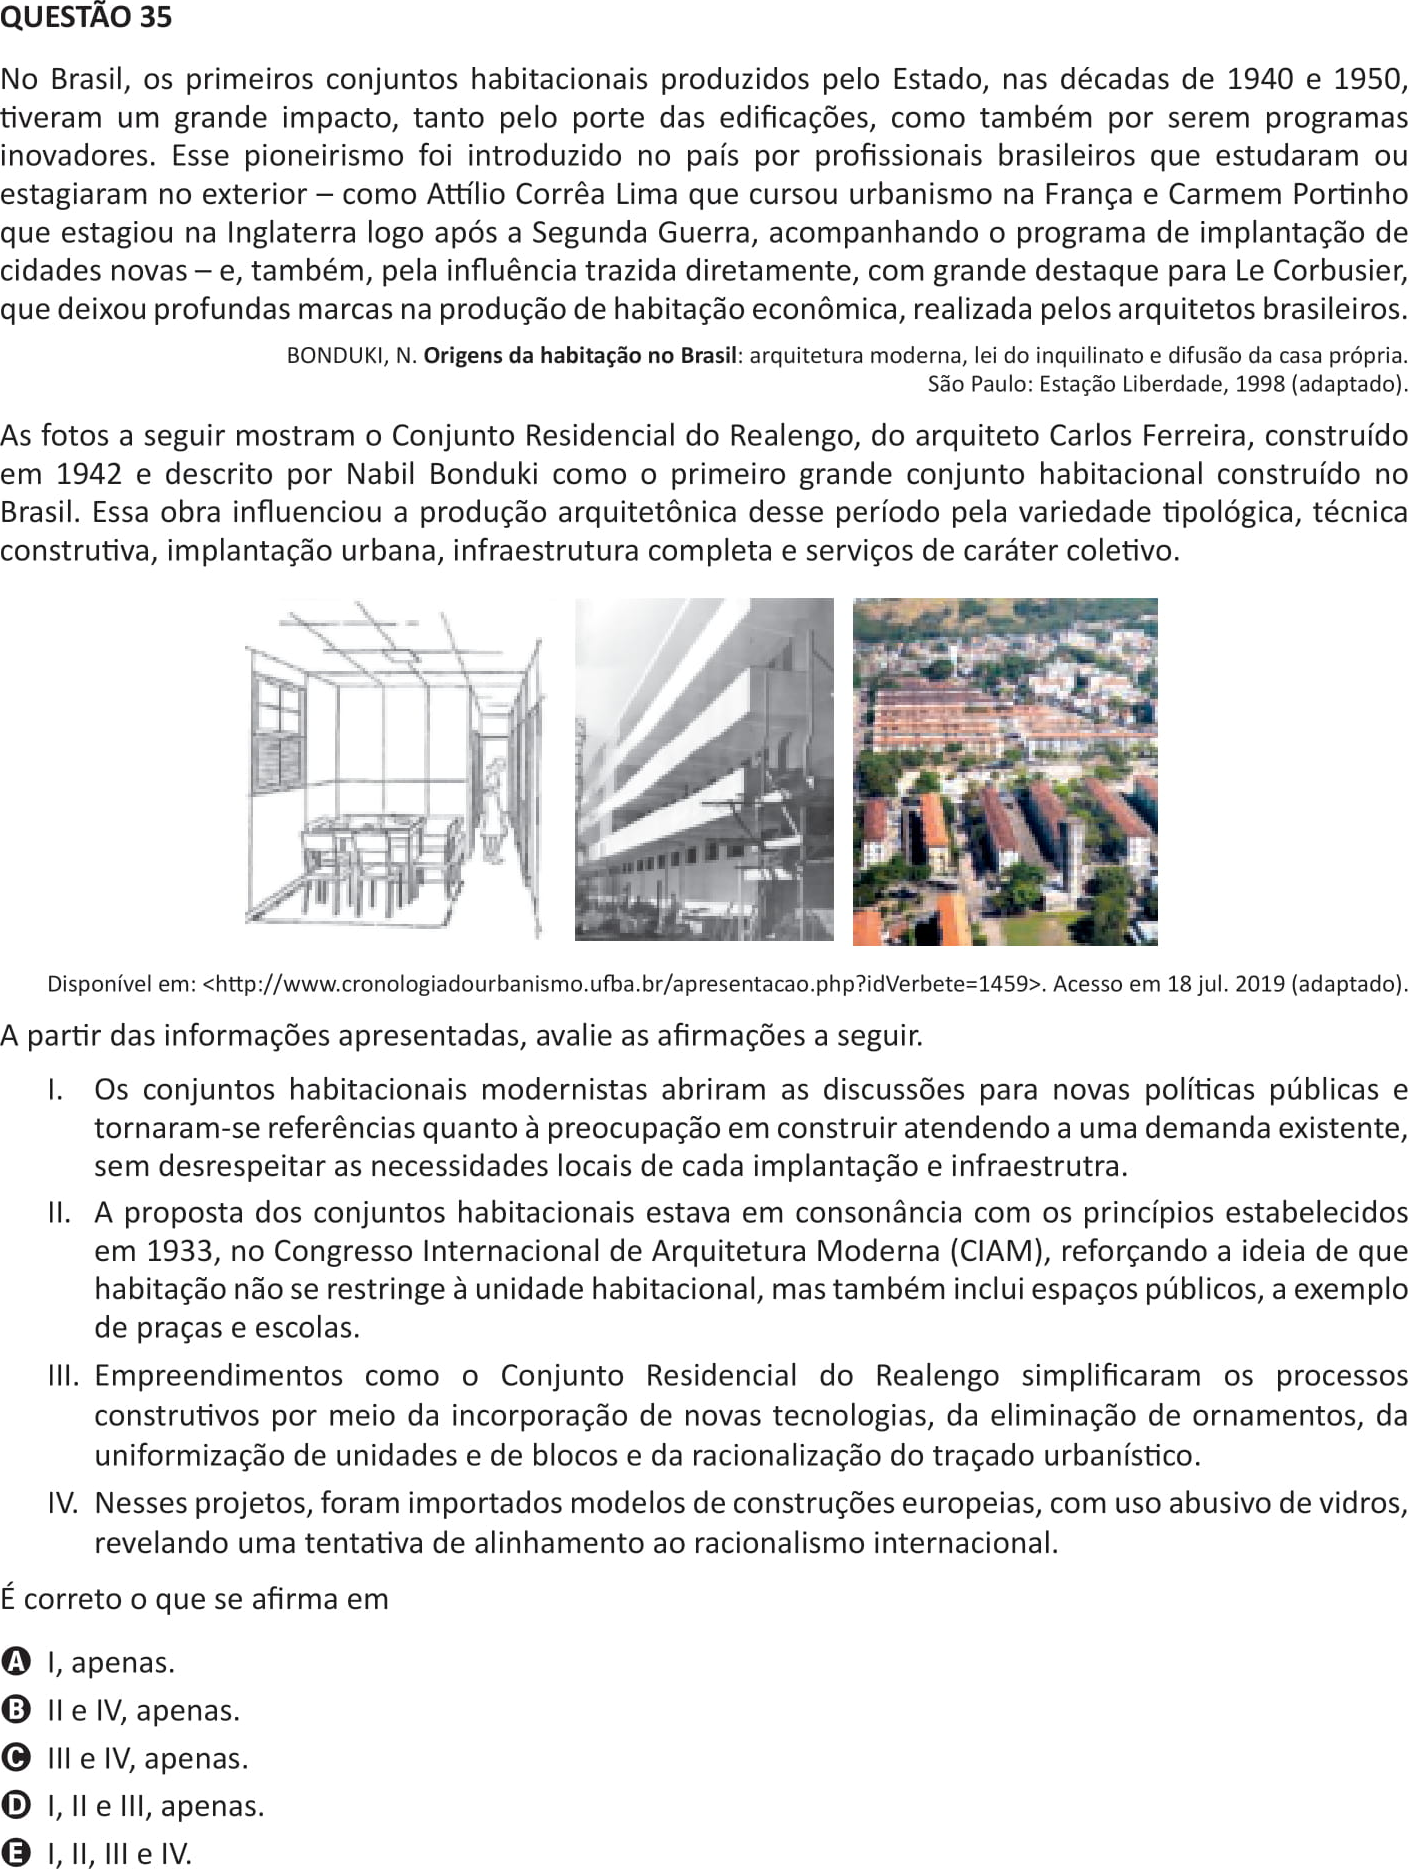 QUESTÃO 35
No Brasil, os primeiros conjuntos habitacionais produzidos pelo Estado, nas décadas de 1940 e 1950,
tiveram um grande impacto, tanto pelo porte das edificações, como também por serem programas
inovadores. Esse pioneirismo foi introduzido no país por profissionais brasileiros que estudaram ou
estagiaram no exterior – como Attílio Corrêa Lima que cursou urbanismo na França e Carmem Portinho
que estagiou na Inglaterra logo após a Segunda Guerra, acompanhando o programa de implantação de
cidades novas – e, também, pela influência trazida diretamente, com grande destaque para Le Corbusier,
que deixou profundas marcas na produção de habitação econômica, realizada pelos arquitetos brasileiros.
BONDUKI, N. Origens da habitação no Brasil: arquitetura moderna, lei do inquilinato e difusão da casa própria.
São Paulo: Estação Liberdade, 1998 (adaptado).
As fotos a seguir mostram o Conjunto Residencial do Realengo, do arquiteto Carlos Ferreira, construído
em 1942 e descrito por Nabil Bonduki como o primeiro grande conjunto habitacional construído no
Brasil. Essa obra influenciou a produção arquitetônica desse período pela variedade tipológica, técnica
construtiva, implantação urbana, infraestrutura completa e serviços de caráter coletivo.
Disponível em: <http://www.cronologiadourbanismo.ufba.br/apresentacao.php?idVerbete=1459>. Acesso em 18 jul. 2019 (adaptado).
A partir das informações apresentadas, avalie as afirmações a seguir.
I. Os conjuntos habitacionais modernistas abriram as discussões para novas políticas públicas e
tornaram-se referências quanto à preocupação em construir atendendo a uma demanda existente,
sem desrespeitar as necessidades locais de cada implantação e infraestrutra.
II. A proposta dos conjuntos habitacionais estava em consonância com os princípios estabelecidos
em 1933, no Congresso Internacional de Arquitetura Moderna (CIAM), reforçando a ideia de que
habitação não se restringe à unidade habitacional, mas também inclui espaços públicos, a exemplo
de praças e escolas.
III. Empreendimentos como o Conjunto Residencial do Realengo simplificaram os processos
construtivos por meio da incorporação de novas tecnologias, da eliminação de ornamentos, da
uniformização de unidades e de blocos e da racionalização do traçado urbanístico.
IV. Nesses projetos, foram importados modelos de construções europeias, com uso abusivo de vidros,
revelando uma tentativa de alinhamento ao racionalismo internacional.
É correto o que se afirma em
A I, apenas.
B II e IV, apenas.
C III e IV, apenas.
D I, II e III, apenas.
E I, II, III e IV.